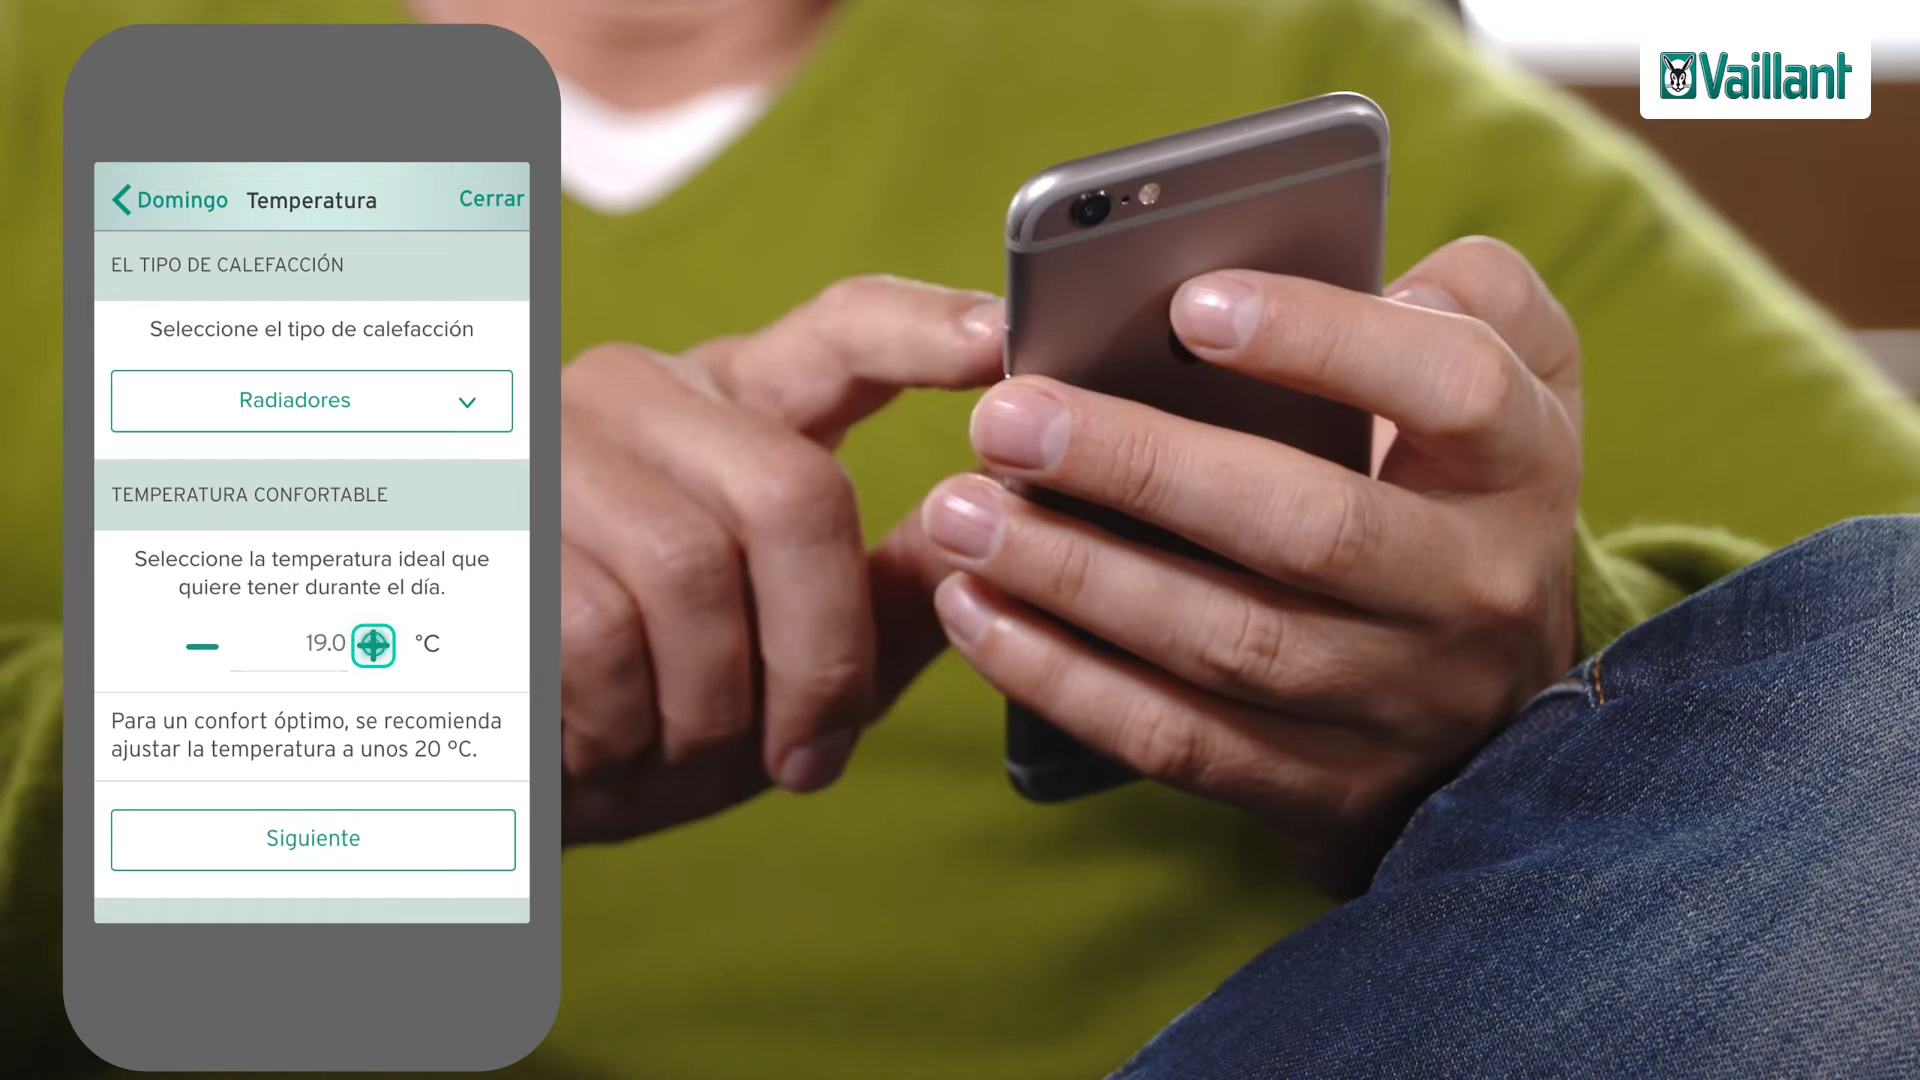 Vaillant
Domingo Temperatura Cerrar
EL TIPO DE CALEFACCIÓN
Seleccione el tipo de calefacción
Radiadores
TEMPERATURA CONFORTABLE
Seleccione la temperatura ideal que
quiere tener durante el día.
19.0 °C
Para un confort óptimo, se recomienda
ajustar la temperatura a unos 20 ºC.
Siguiente